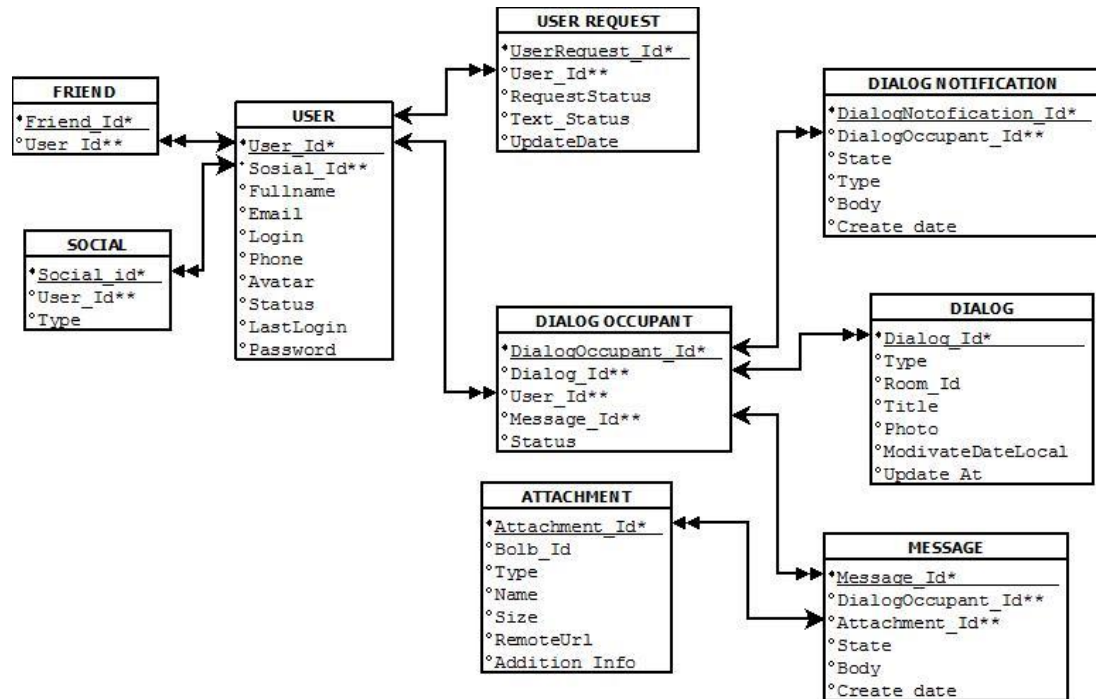 USER REQUEST
*UserRequest_Id*
°User_Id**
°RequestStatus
°Text_Status
°UpdateDate
FRIEND
*Friend_Id*
°User_Id**
USER
*User_Id*
*Sosial_Id**
°Fullname
°Email
°Login
°Phone
°Avatar
°Status
°LastLogin
°Password
SOCIAL
*Social_id*
°User_Id**
°Type
DIALOG NOTIFICATION
*DialogNotofication_Id*
°DialogOccupant_Id**
°State
°Type
°Body
°Create date
DIALOG OCCUPANT
*DialogOccupant_Id*
°Dialog_Id**
°User_Id**
°Message_Id**
°Status
DIALOG
*Dialog_Id*
°Type
°Room_Id
°Title
°Photo
°ModivateDateLocal
°Update At
ATTACHMENT
*Attachment_Id*
°Bolb_Id
°Type
°Name
°Size
°RemoteUrl
°Addition Info
MESSAGE
*Message_Id*
°DialogOccupant_Id**
°Attachment_Id**
°State
°Body
°Create date